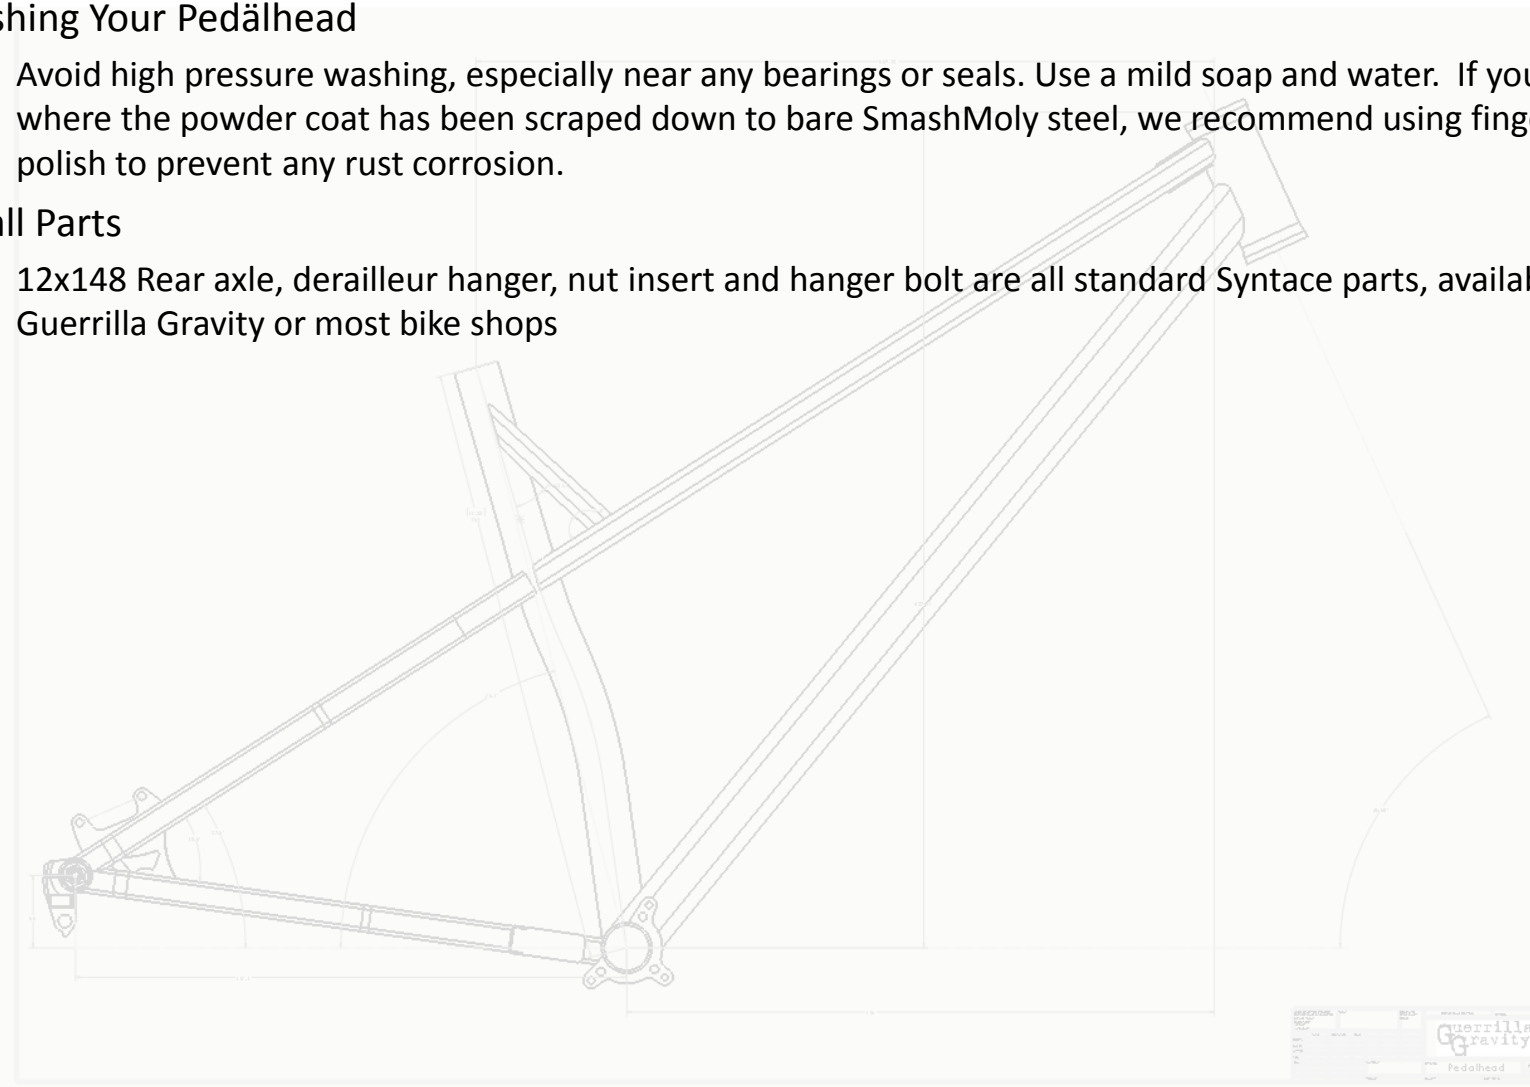 shing Your Pedälhead
Avoid high pressure washing, especially near any bearings or seals. Use a mild soap and water.  If you
where the powder coat has been scraped down to bare SmashMoly steel, we recommend using finge
polish to prevent any rust corrosion.
all Parts
12x148 Rear axle, derailleur hanger, nut insert and hanger bolt are all standard Syntace parts, availab
Guerrilla Gravity or most bike shops
Guerrilla
Gravity
Pedalhead